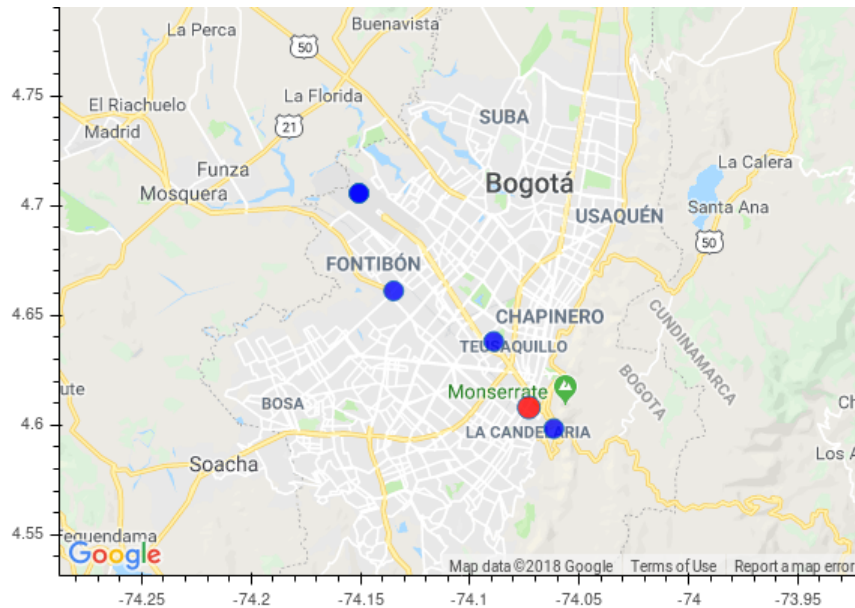 Buenavista
La Perca
50
4.75
El Riachuelo
La Florida
Madrid
21
SUBA
Funza
La Calera
Mosquera
Bogotá
4.7
Santa Ana
USAQUÉN
50
FONTIBÓN
4.65
CHAPINERO
CUNDINAMARCA
TEUSAQUILLO
BOGOTA
Monserrate
4.6
BOSA
LA CANDELARIA
Soacha
Los A
4.55
Tequendama
Google
Map data ©2018 Google
Terms of Use
Report a map error
-74.25
-74.2
-74.15
-74.1
-74.05
-74
-73.95